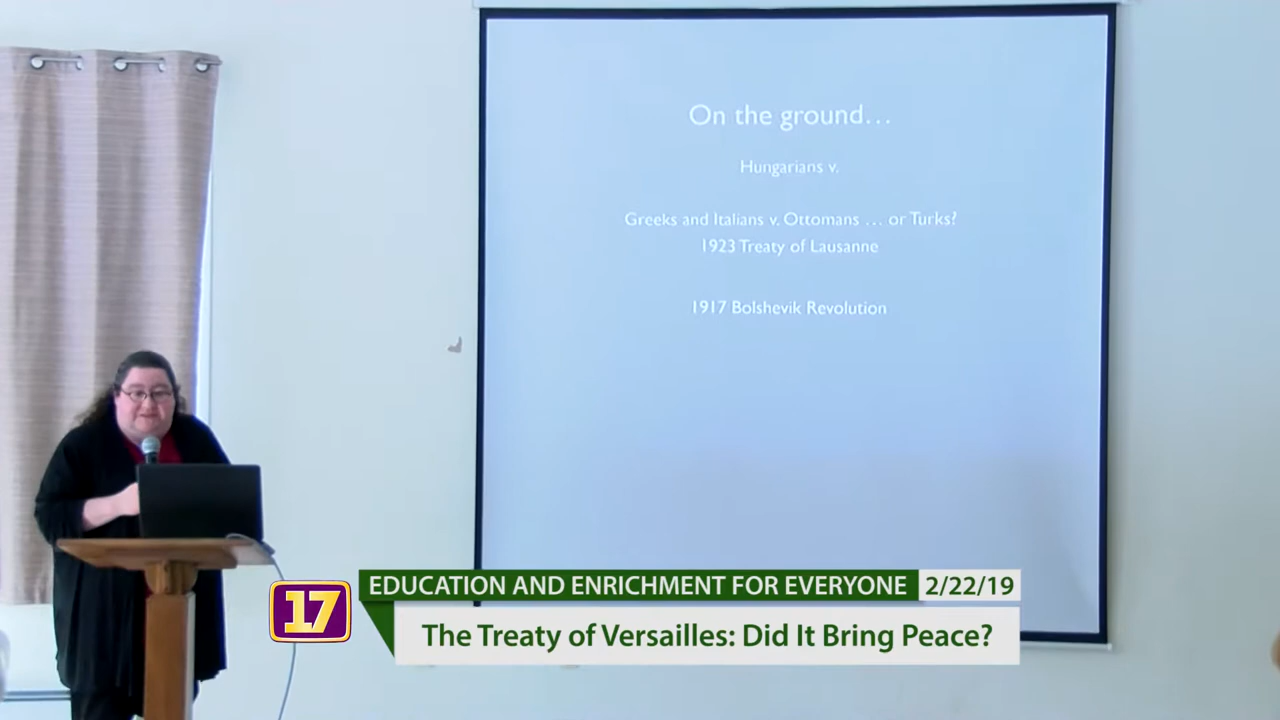 On the ground…
Hungarians v.
Greeks and Italians v. Ottomans … or Turks?
1923 Treaty of Lausanne
1917 Bolshevik Revolution
17
EDUCATION AND ENRICHMENT FOR EVERYONE 2/22/19
The Treaty of Versailles: Did It Bring Peace?